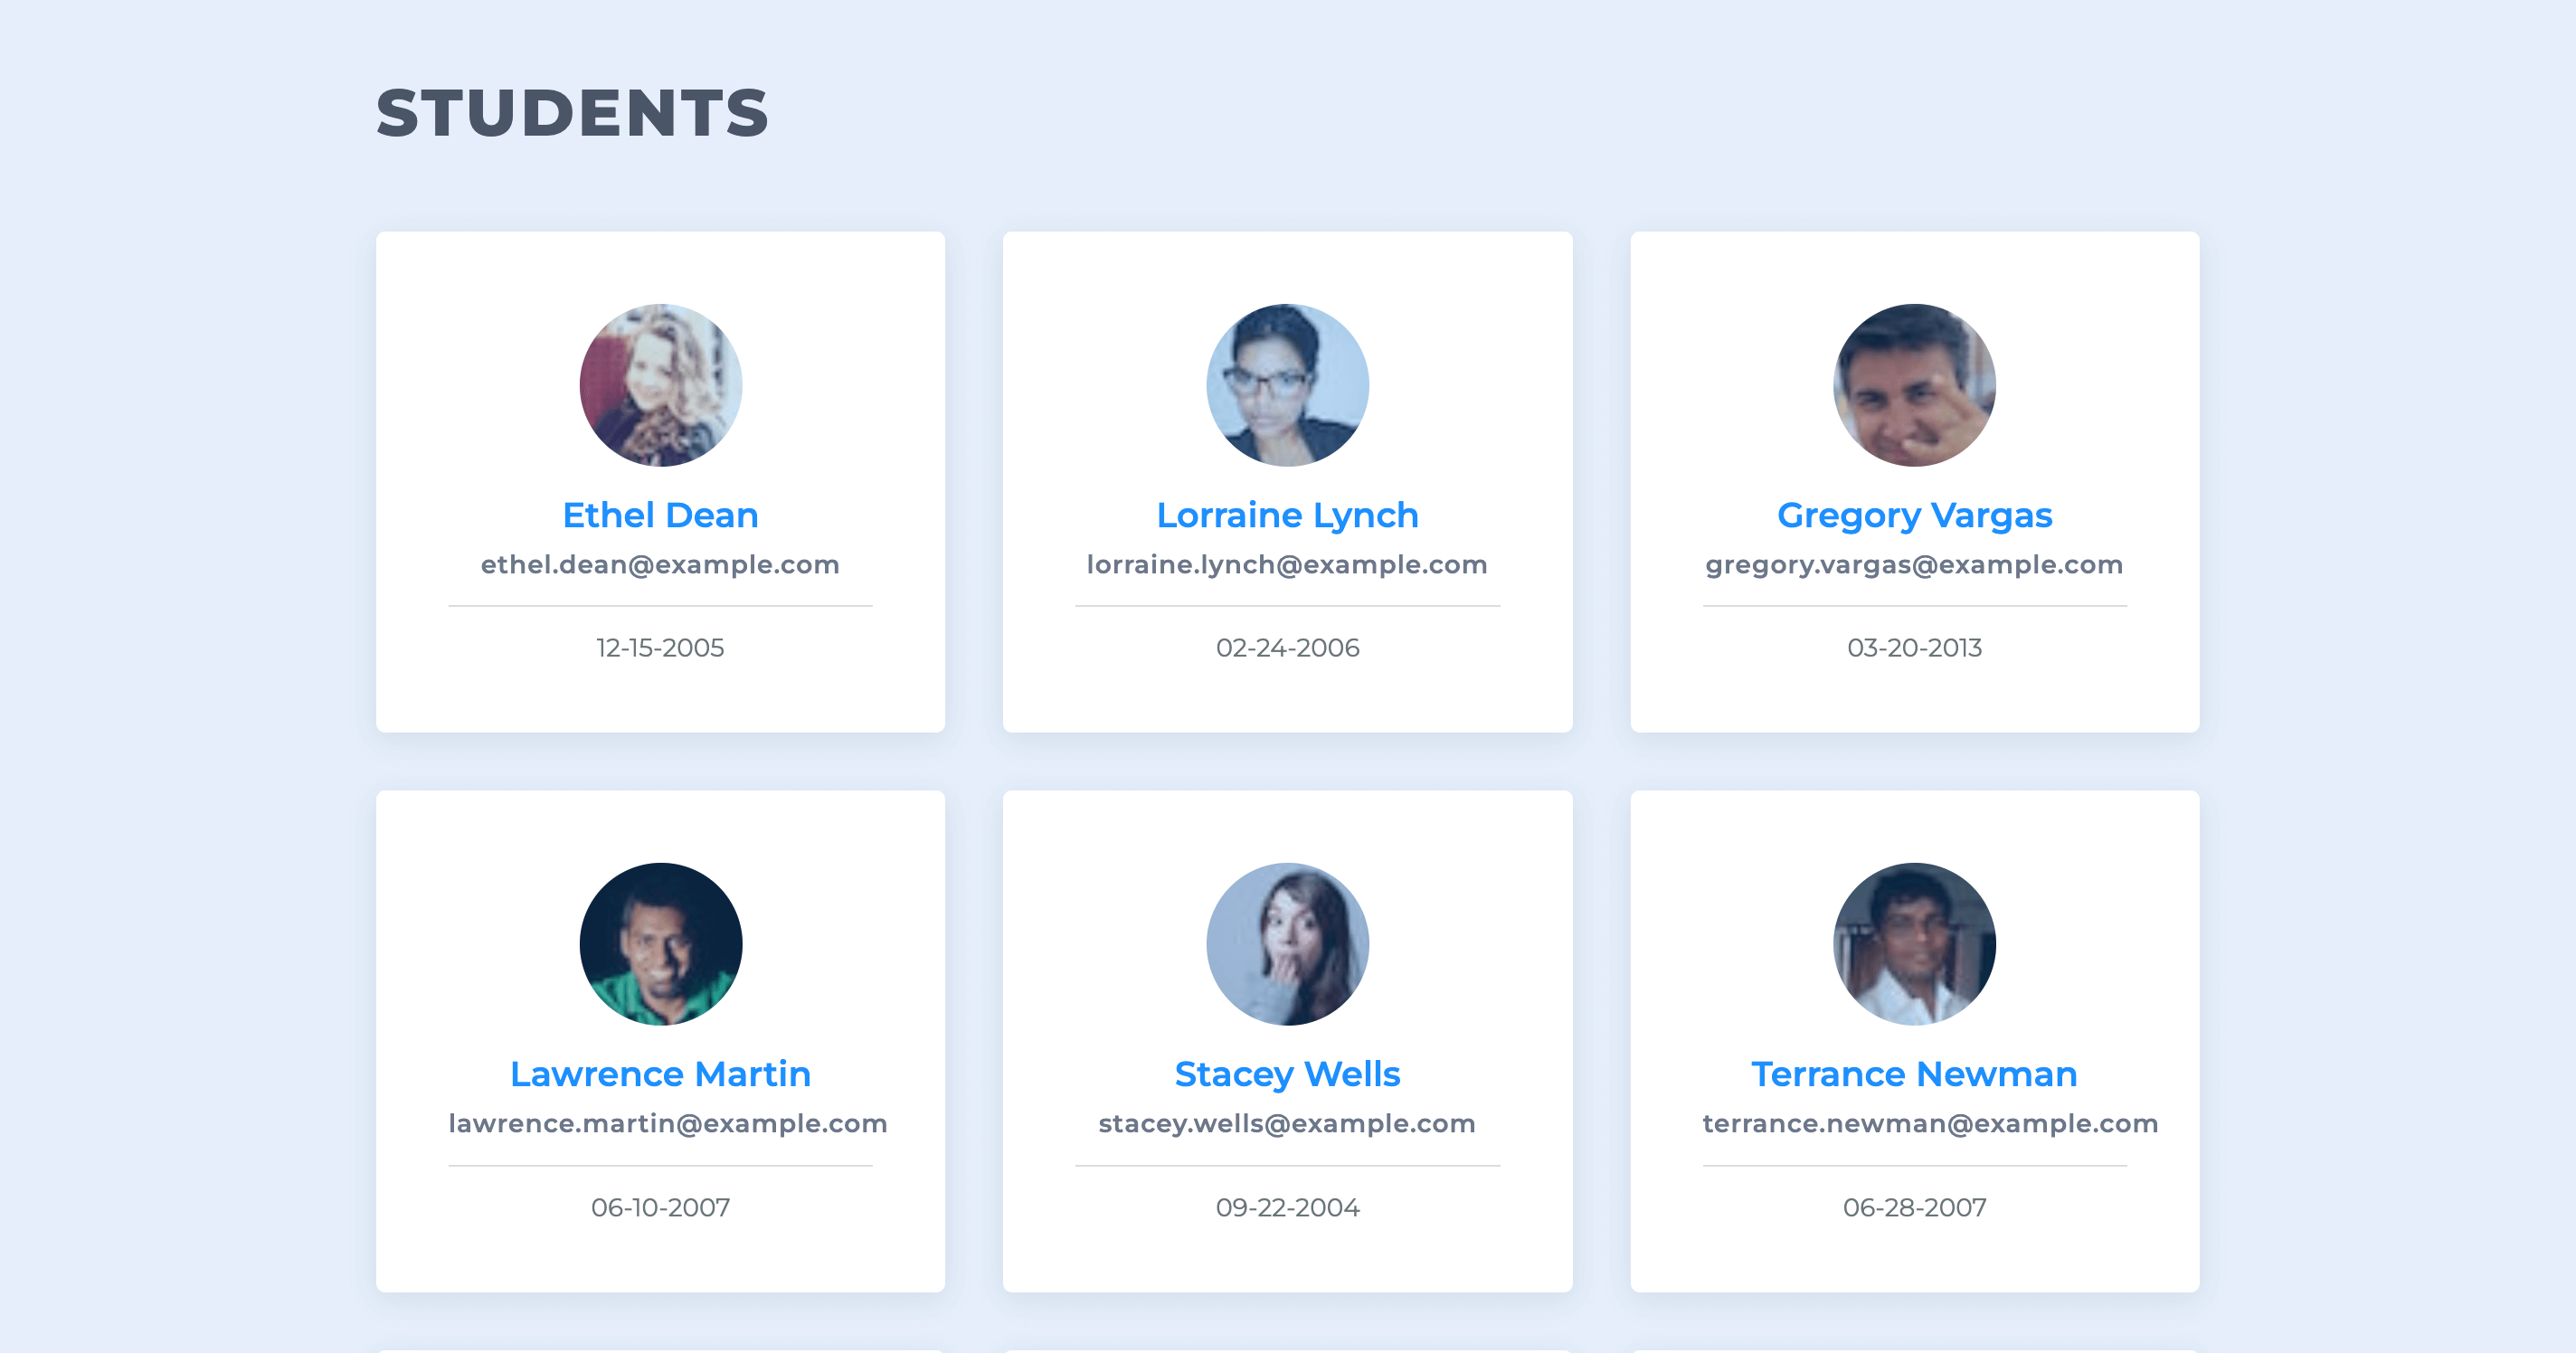 STUDENTS
Ethel Dean
ethel.dean@example.com
12-15-2005
Lorraine Lynch
lorraine.lynch@example.com
02-24-2006
Gregory Vargas
gregory.vargas@example.com
03-20-2013
Lawrence Martin
lawrence.martin@example.com
06-10-2007
Stacey Wells
stacey.wells@example.com
09-22-2004
Terrance Newman
terrance.newman@example.com
06-28-2007